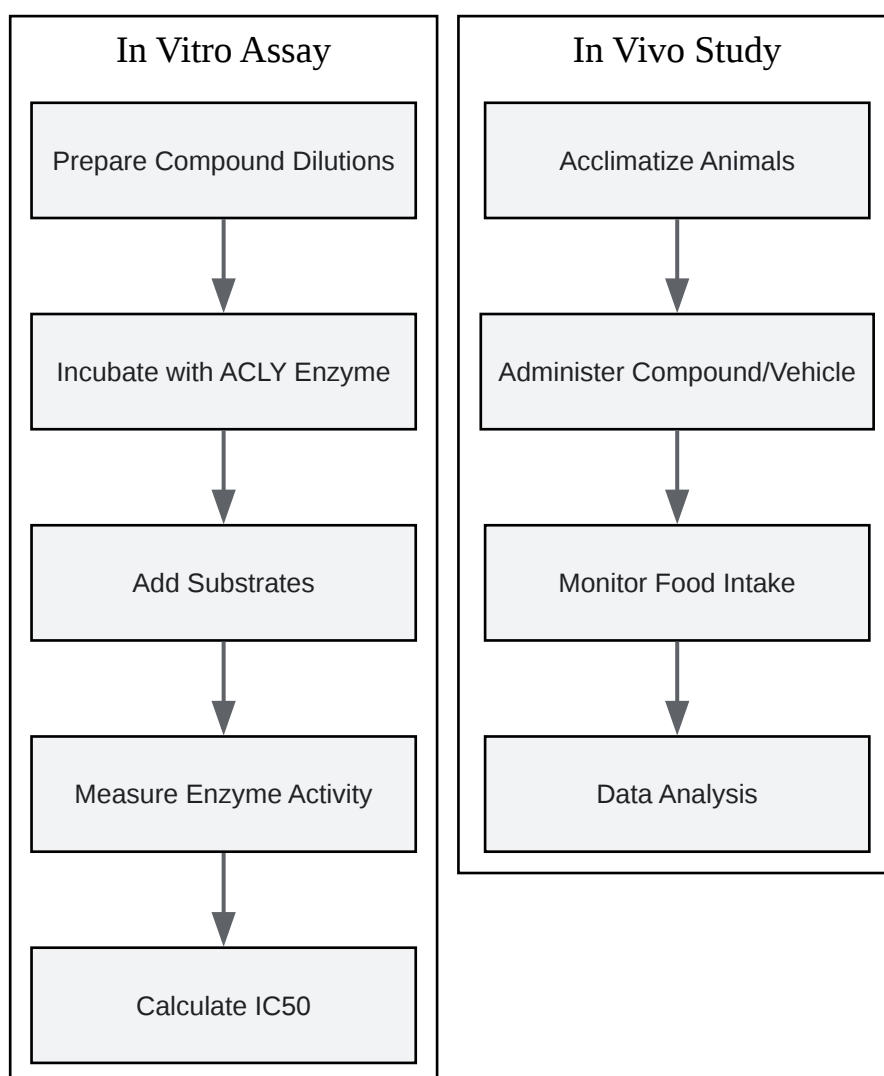 In Vitro Assay
Prepare Compound Dilutions
Incubate with ACLY Enzyme
Add Substrates
Measure Enzyme Activity
Calculate IC50
In Vivo Study
Acclimatize Animals
Administer Compound/Vehicle
Monitor Food Intake
Data Analysis